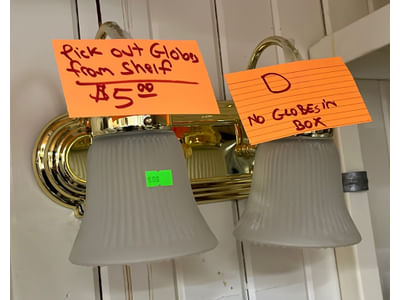 Pick out Globes
from Shelf
$5.00
D
NO GLOBES IN
BOX